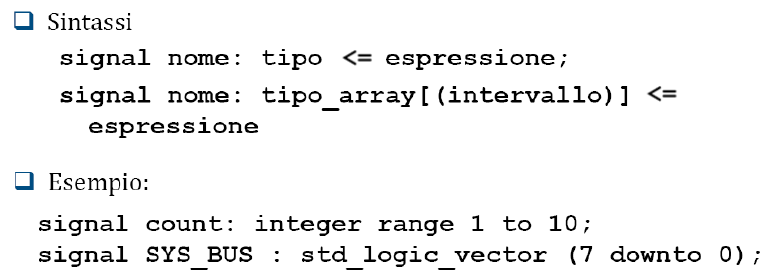 Sintassi
signal nome: tipo <= espressione;
signal nome: tipo_array[(intervallo)] <=
espressione
Esempio:
signal count: integer range 1 to 10;
signal SYS_BUS : std_logic_vector (7 downto 0);